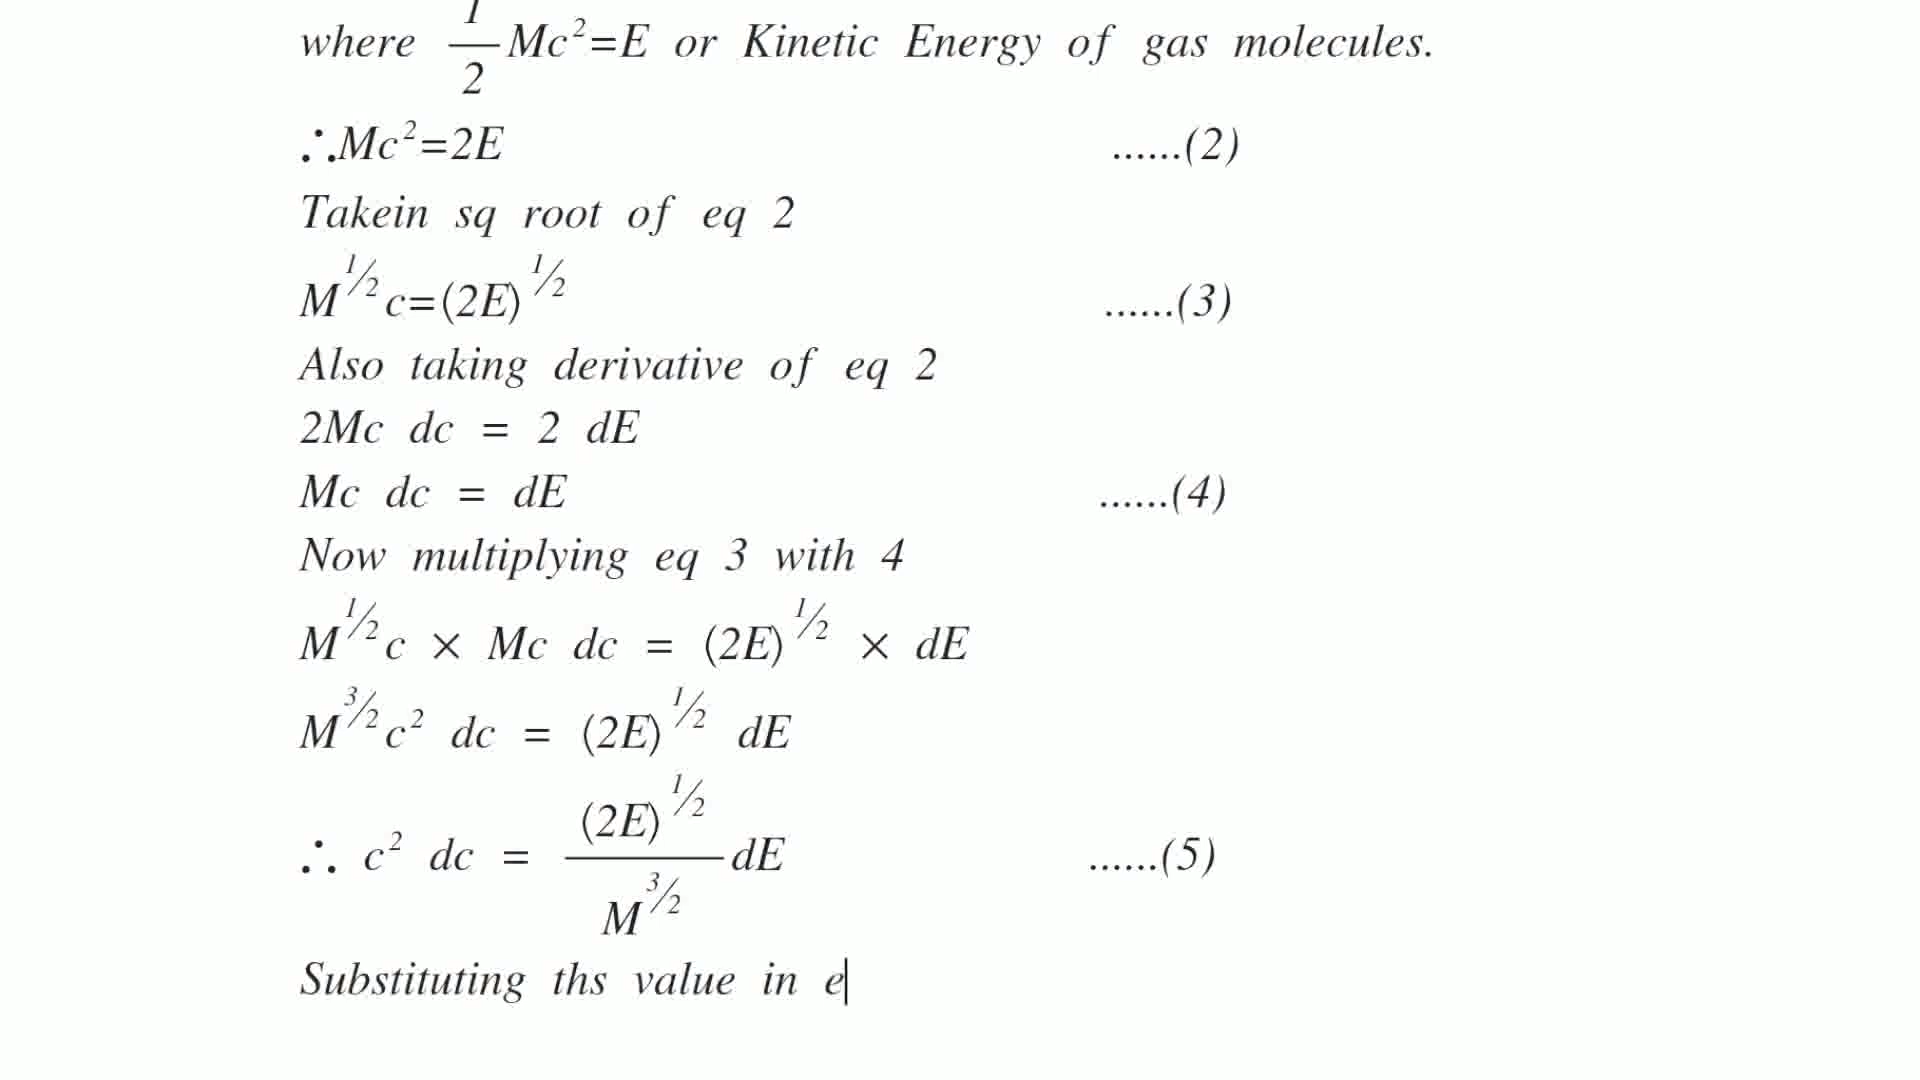 where 1/2 Mc²=E or Kinetic Energy of gas molecules.
∴Mc²=2E ......(2)
Takein sq root of eq 2
M^(1/2) c=(2E)^(1/2) ......(3)
Also taking derivative of eq 2
2Mc dc = 2 dE
Mc dc = dE ......(4)
Now multiplying eq 3 with 4
M^(1/2) c × Mc dc = (2E)^(1/2) × dE
M^(3/2) c² dc = (2E)^(1/2) dE
∴ c² dc = (2E)^(1/2) / M^(3/2) dE ......(5)
Substituting ths value in e